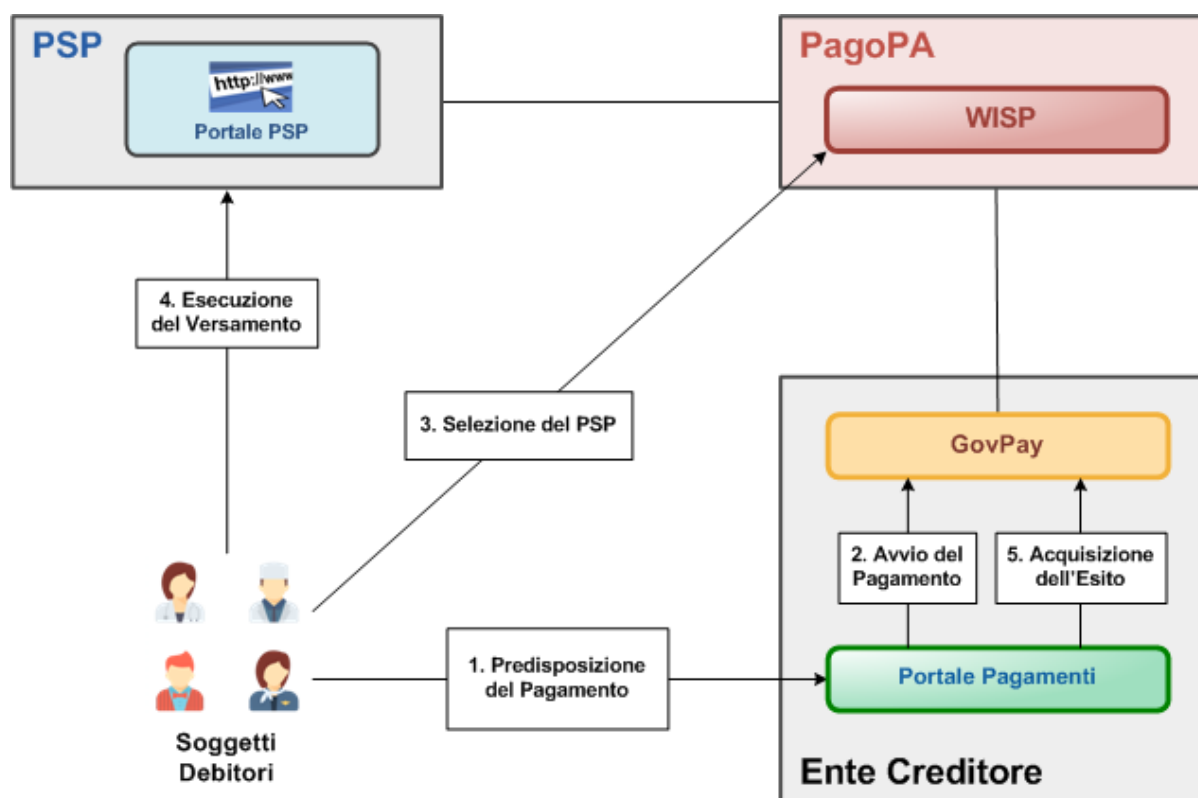 PSP
http://www
Portale PSP
PagoPA
WISP
4. Esecuzione
del Versamento
3. Selezione del PSP
GovPay
2. Avvio del
Pagamento
5. Acquisizione
dell'Esito
1. Predisposizione
del Pagamento
Portale Pagamenti
Soggetti
Debitori
Ente Creditore